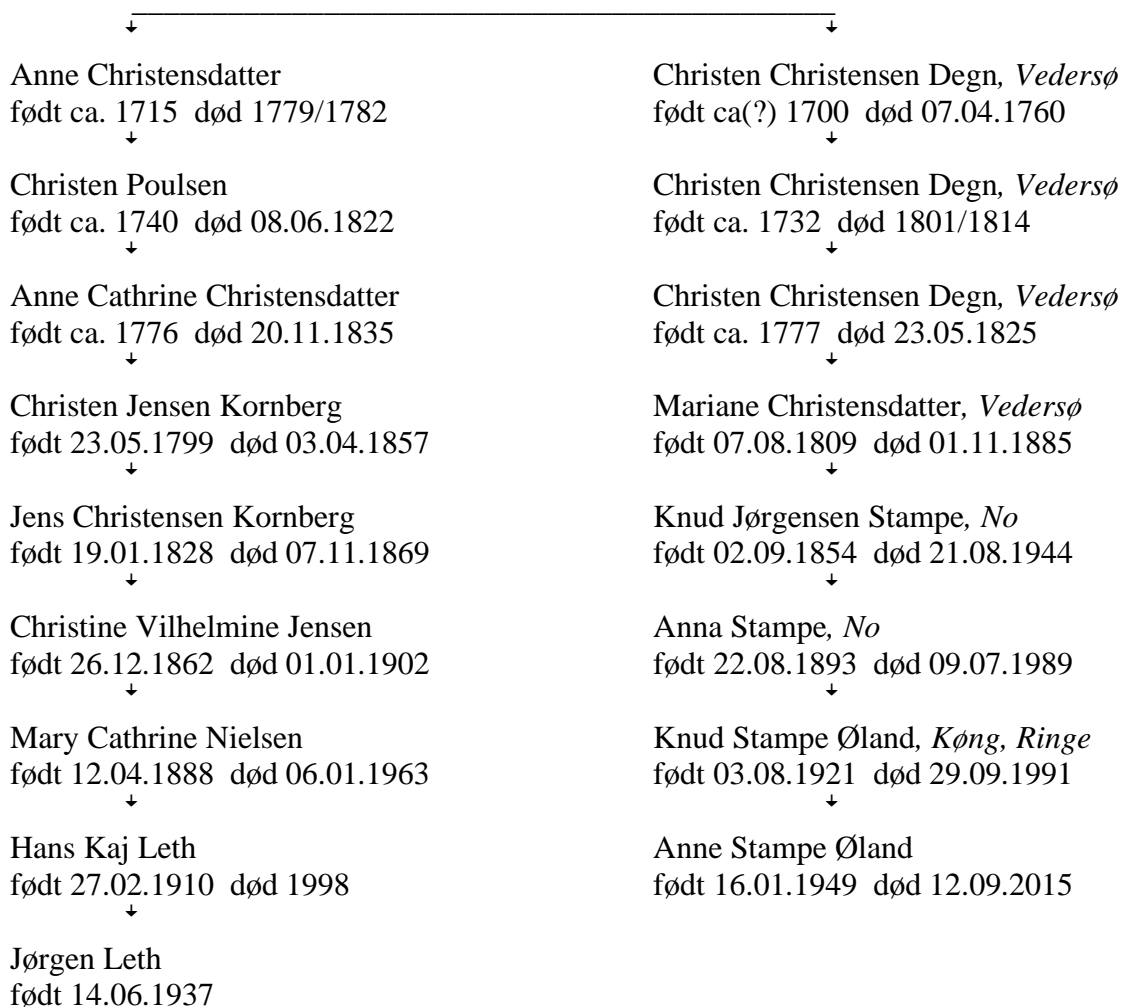 Anne Christensdatter
født ca. 1715 død 1779/1782
Christen Poulsen
født ca. 1740 død 08.06.1822
Anne Cathrine Christensdatter
født ca. 1776 død 20.11.1835
Christen Jensen Kornberg
født 23.05.1799 død 03.04.1857
Jens Christensen Kornberg
født 19.01.1828 død 07.11.1869
Christine Vilhelmine Jensen
født 26.12.1862 død 01.01.1902
Mary Cathrine Nielsen
født 12.04.1888 død 06.01.1963
Hans Kaj Leth
født 27.02.1910 død 1998
Jørgen Leth
født 14.06.1937
Christen Christensen Degn, Vedersø
født ca(?) 1700 død 07.04.1760
Christen Christensen Degn, Vedersø
født ca. 1732 død 1801/1814
Christen Christensen Degn, Vedersø
født ca. 1777 død 23.05.1825
Mariane Christensdatter, Vedersø
født 07.08.1809 død 01.11.1885
Knud Jørgensen Stampe, No
født 02.09.1854 død 21.08.1944
Anna Stampe, No
født 22.08.1893 død 09.07.1989
Knud Stampe Øland, Køng, Ringe
født 03.08.1921 død 29.09.1991
Anne Stampe Øland
født 16.01.1949 død 12.09.2015